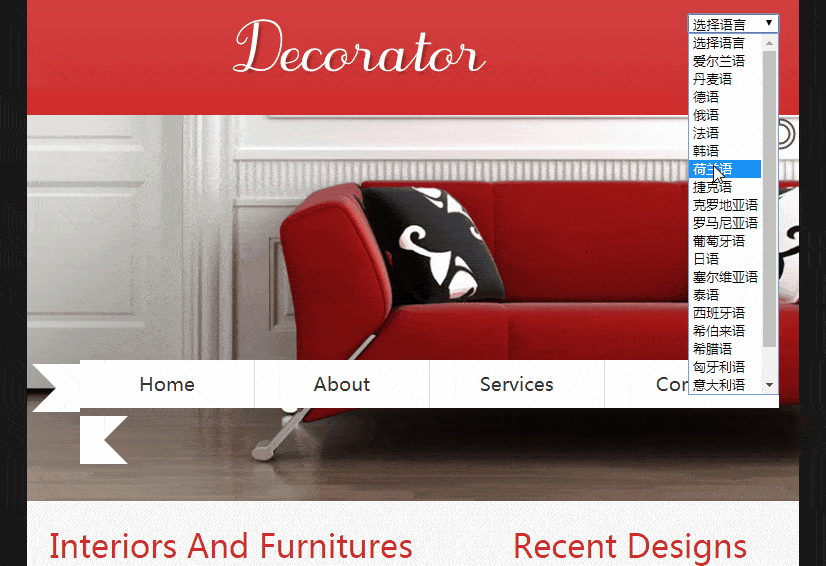 Decorator
选择语言
选择语言
爱尔兰语
丹麦语
德语
俄语
法语
韩语
荷兰语
捷克语
克罗地亚语
罗马尼亚语
葡萄牙语
日语
塞尔维亚语
泰语
西班牙语
希伯来语
希腊语
匈牙利语
意大利语
Home About Services
Interiors And Furnitures Recent Designs